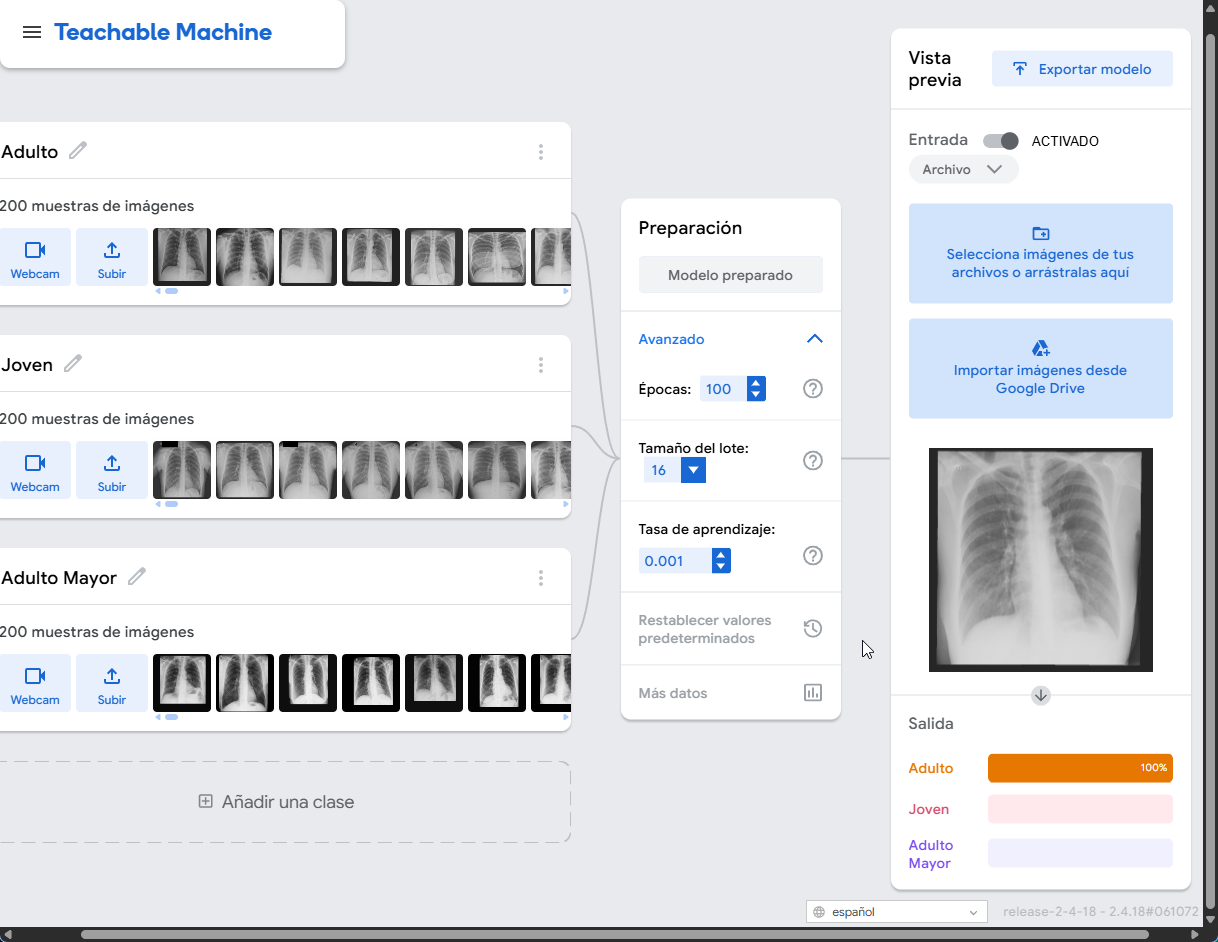 Teachable Machine
Adulto
200 muestras de imágenes
Webcam
Subir
Joven
200 muestras de imágenes
Webcam
Subir
Adulto Mayor
200 muestras de imágenes
Webcam
Subir
Añadir una clase
Preparación
Modelo preparado
Avanzado
Épocas: 100
Tamaño del lote:
16
Tasa de aprendizaje:
0.001
Restablecer valores
predeterminados
Más datos
Vista
previa
Exportar modelo
Entrada
ACTIVADO
Archivo
Selecciona imágenes de tus
archivos o arrástralas aquí
Importar imágenes desde
Google Drive
Salida
Adulto
100%
Joven
Adulto
Mayor
español
release-2-4-18 - 2.4.18#061072